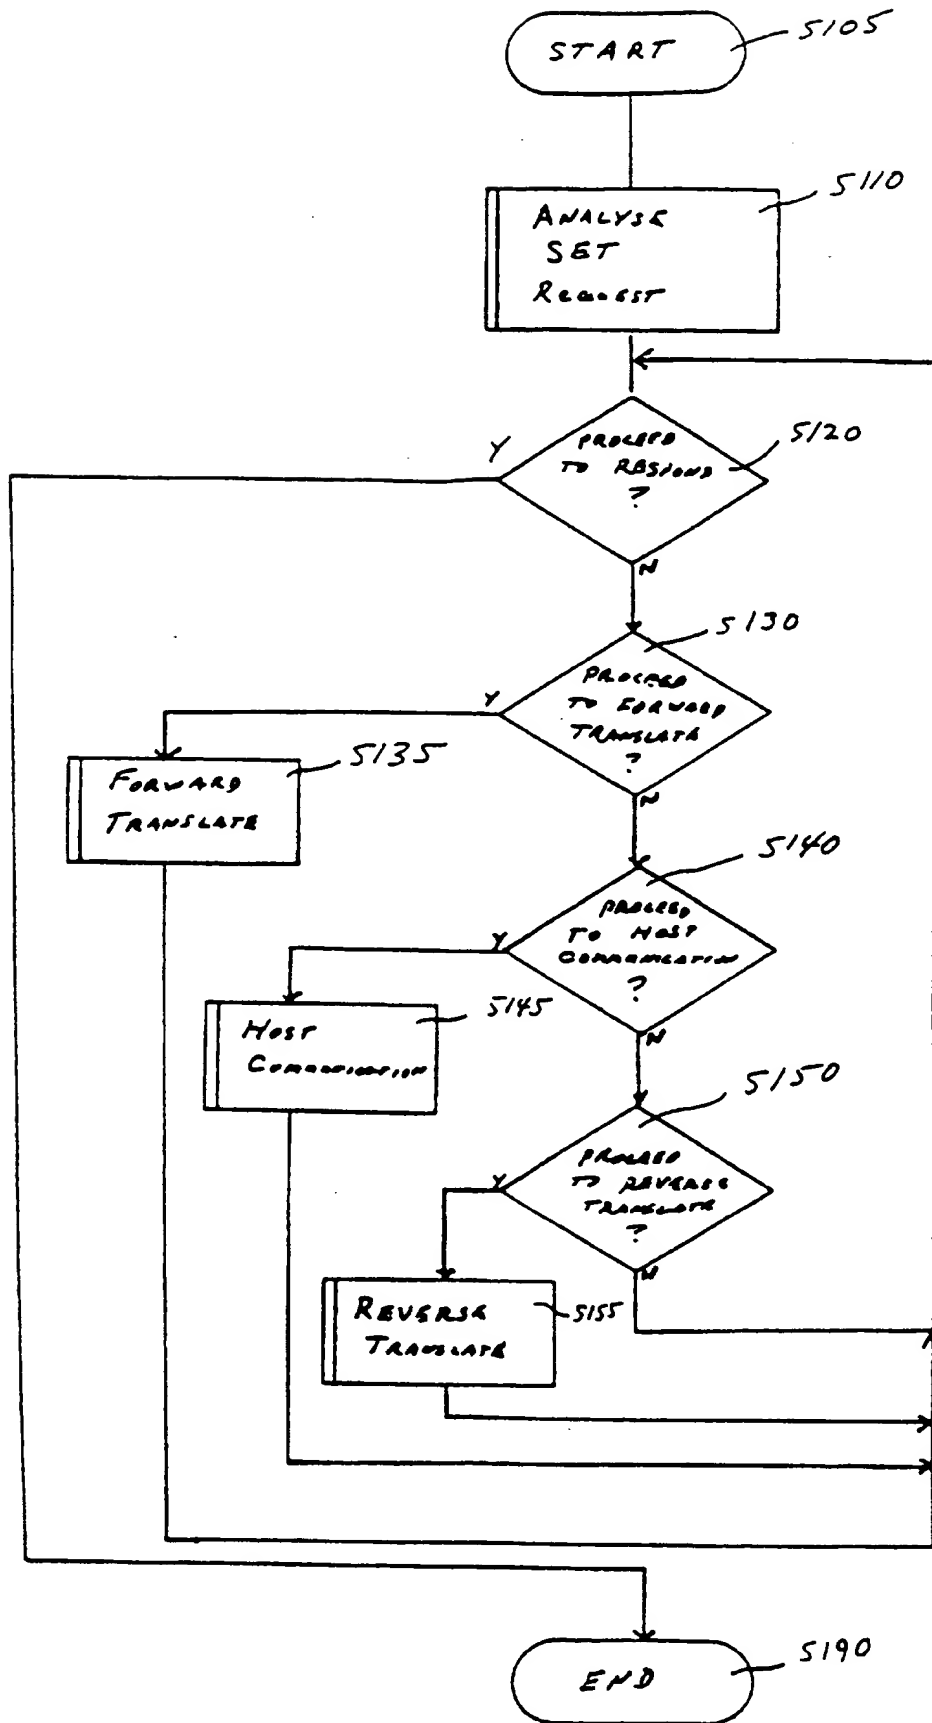 START
5105
5110
ANALYSE
SET
REQUEST
Y
PROCEED
TO RESPOND
?
5120
N
5130
Y
PROCEED
TO FORWARD
TRANSLATE
?
N
5135
FORWARD
TRANSLATE
5140
Y
PROCEED
TO HOST
COMMUNICATION
?
N
5145
HOST
COMMUNICATION
5150
Y
PROCEED
TO REVERSE
TRANSLATE
?
N
5155
REVERSE
TRANSLATE
END
5190